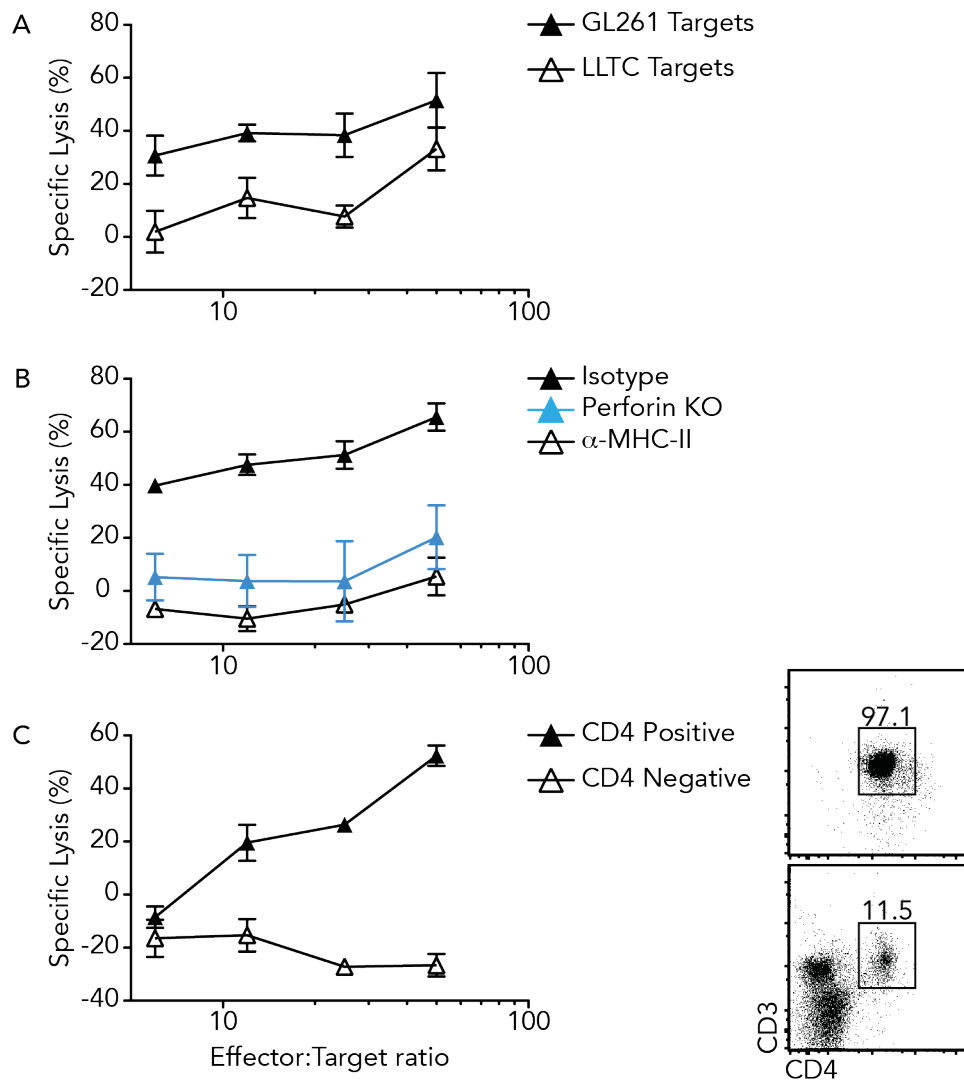 A
Specific Lysis (%)
80
60
40
20
0
-20
10
100
GL261 Targets
LLTC Targets
B
Specific Lysis (%)
80
60
40
20
0
-20
10
100
Isotype
Perforin KO
α-MHC-II
C
Specific Lysis (%)
60
40
20
0
-20
-40
10
100
Effector:Target ratio
CD4 Positive
CD4 Negative
97.1
11.5
CD3
CD4